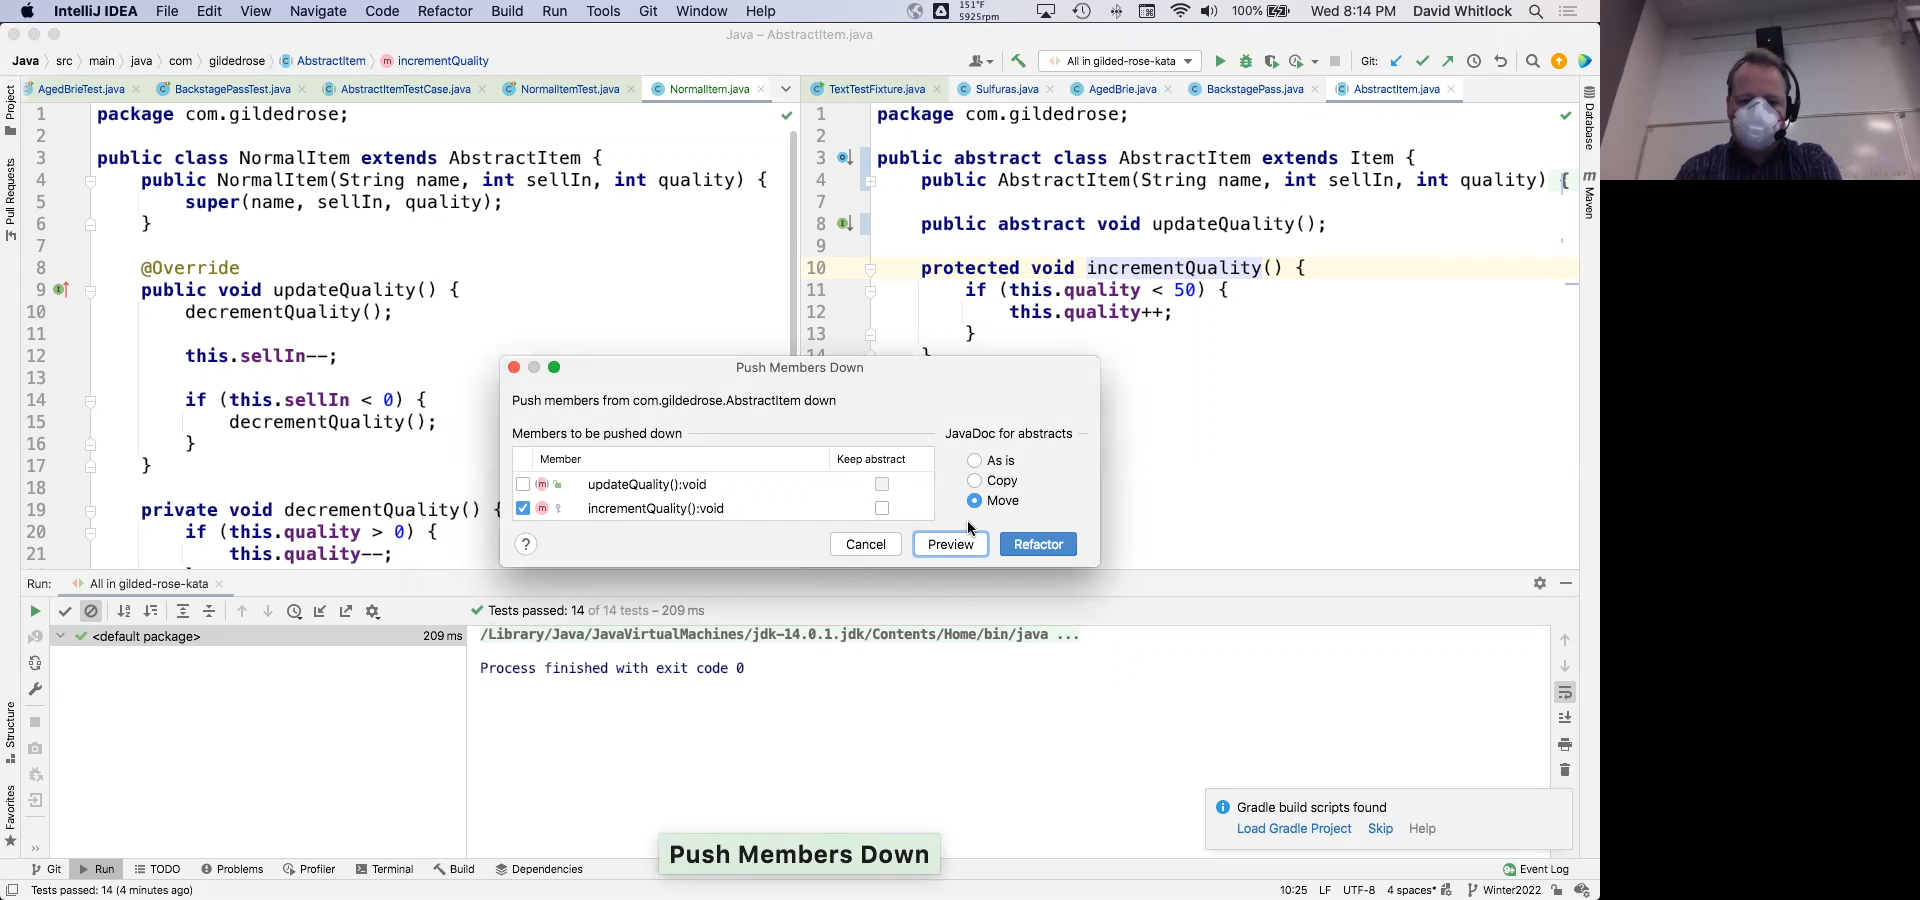 IntelliJ IDEA File Edit View Navigate Code Refactor Build Run Tools Git Window Help 151°F 5925rpm 100% Wed 8:14 PM David Whitlock
Java – AbstractItem.java
Java src main java com gildedrose AbstractItem incrementQuality All in gilded-rose-kata Git:
AgedBrieTest.java BackstagePassTest.java AbstractItemTestCase.java NormalItemTest.java NormalItem.java TextTestFixture.java Sulfuras.java AgedBrie.java BackstagePass.java AbstractItem.java
Project
Pull Requests
1 package com.gildedrose;
2
3 public class NormalItem extends AbstractItem {
4 public NormalItem(String name, int sellIn, int quality) {
5 super(name, sellIn, quality);
6 }
7
8 @Override
9 public void updateQuality() {
10 decrementQuality();
11
12 this.sellIn--;
13
14 if (this.sellIn < 0) {
15 decrementQuality();
16 }
17 }
18
19 private void decrementQuality() {
20 if (this.quality > 0) {
21 this.quality--;
1 package com.gildedrose;
2
3 public abstract class AbstractItem extends Item {
4 public AbstractItem(String name, int sellIn, int quality) {
7
8 public abstract void updateQuality();
9
10 protected void incrementQuality() {
11 if (this.quality < 50) {
12 this.quality++;
13 }
14 }
Database
Maven
Push Members Down
Push members from com.gildedrose.AbstractItem down
Members to be pushed down
JavaDoc for abstracts
Member Keep abstract
updateQuality():void
incrementQuality():void
As is
Copy
Move
? Cancel Preview Refactor
Run: All in gilded-rose-kata
Tests passed: 14 of 14 tests – 209 ms
<default package> 209 ms
/Library/Java/JavaVirtualMachines/jdk-14.0.1.jdk/Contents/Home/bin/java ...
Process finished with exit code 0
Structure
Favorites
Gradle build scripts found
Load Gradle Project Skip Help
Push Members Down
Git Run TODO Problems Profiler Terminal Build Dependencies Event Log
Tests passed: 14 (4 minutes ago) 10:25 LF UTF-8 4 spaces* Winter2022